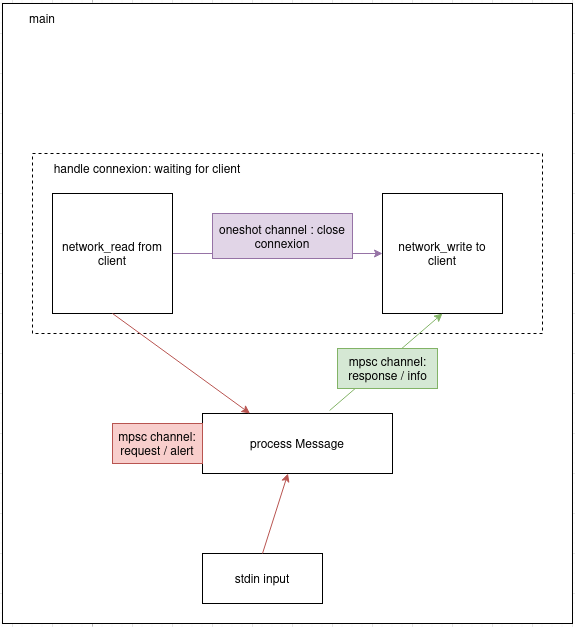 main
handle connexion: waiting for client
network_read from
client
oneshot channel : close
connexion
network_write to
client
mpsc channel:
response / info
mpsc channel:
request / alert
process Message
stdin input